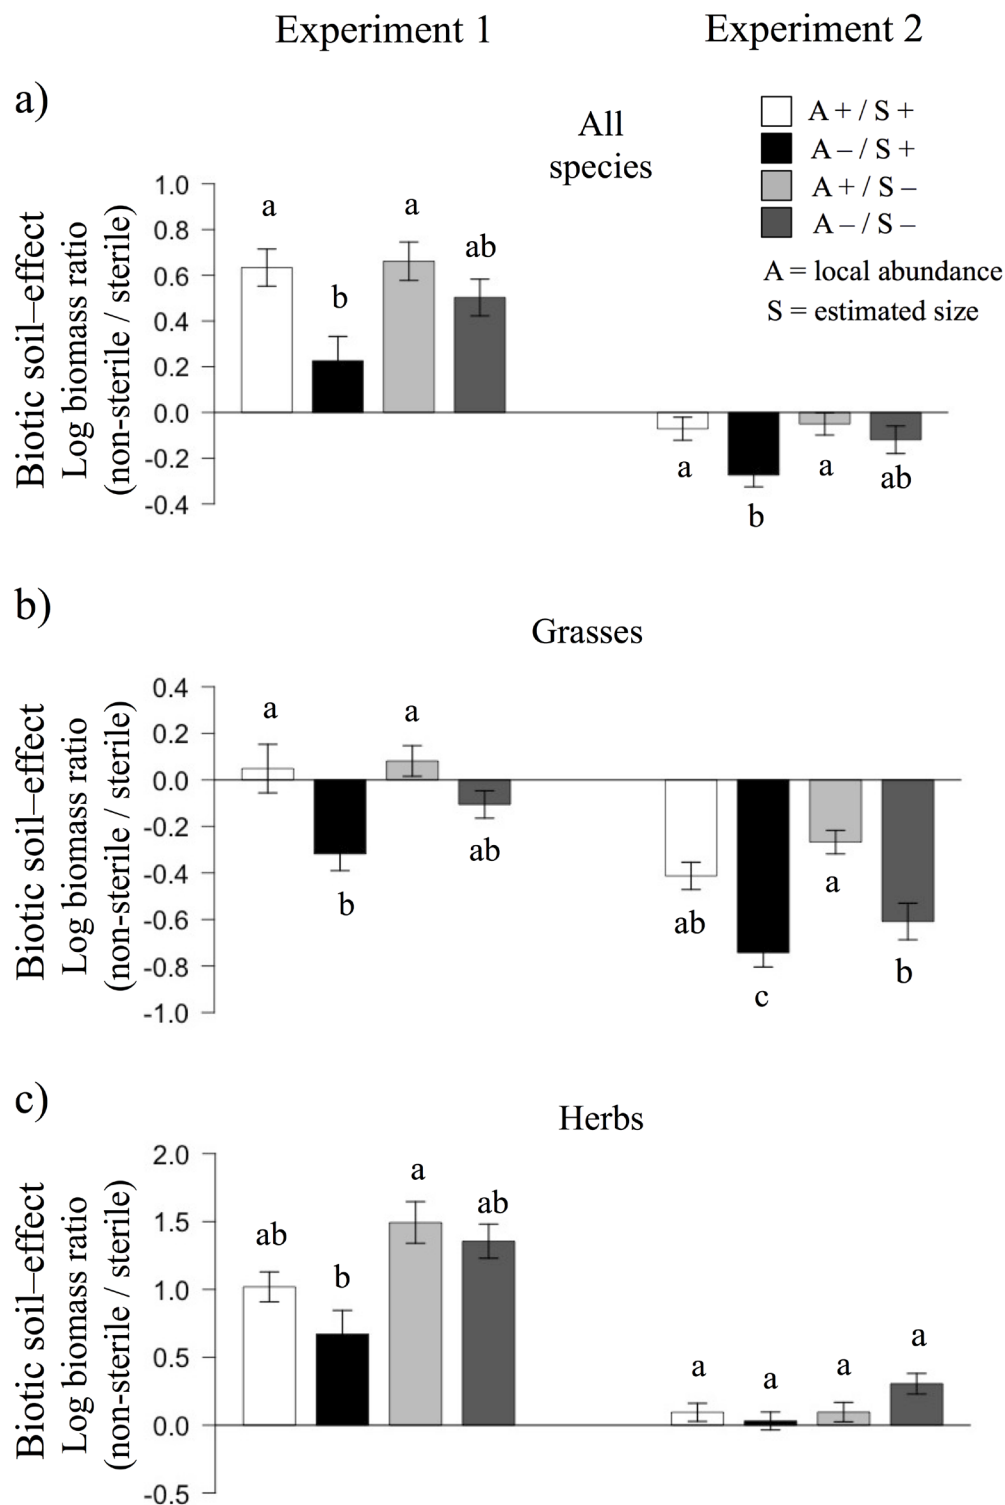 Experiment 1
Experiment 2
a)
All
species
A + / S +
A – / S +
A + / S –
A – / S –
A = local abundance
S = estimated size
Biotic soil–effect
Log biomass ratio
(non-sterile / sterile)
1.0
0.8
0.6
0.4
0.2
0.0
-0.2
-0.4
a
b
a
ab
a
b
a
ab
b)
Grasses
Biotic soil–effect
Log biomass ratio
(non-sterile / sterile)
0.4
0.2
0.0
-0.2
-0.4
-0.6
-0.8
-1.0
a
b
a
ab
ab
c
a
b
c)
Herbs
Biotic soil–effect
Log biomass ratio
(non-sterile / sterile)
2.0
1.5
1.0
0.5
0.0
-0.5
ab
b
a
ab
a
a
a
a